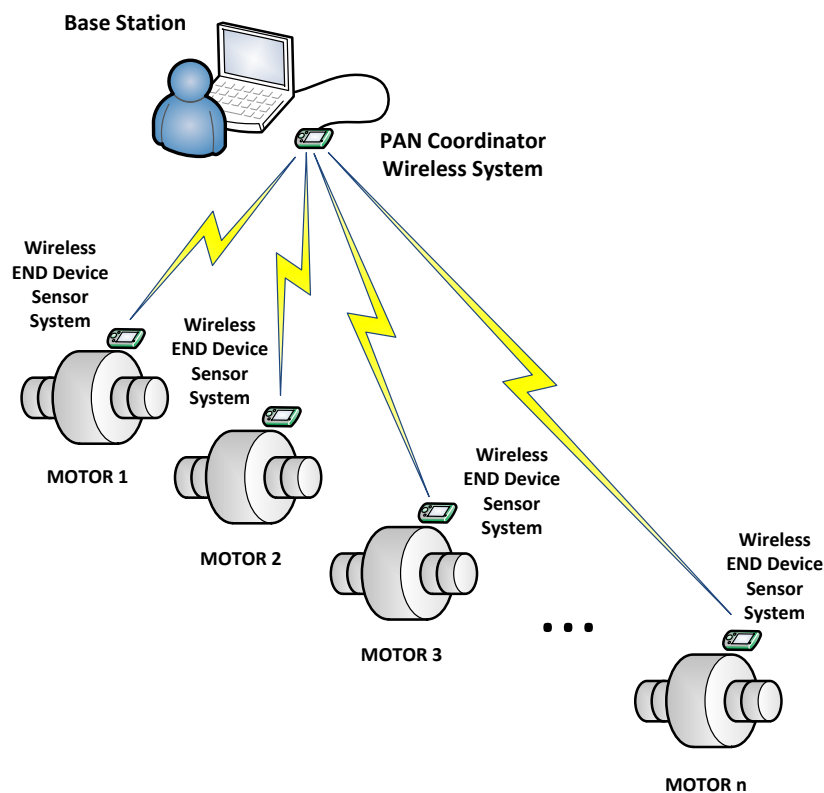 Base Station
PAN Coordinator
Wireless System
Wireless
END Device
Sensor
System
MOTOR 1
Wireless
END Device
Sensor
System
MOTOR 2
Wireless
END Device
Sensor
System
MOTOR 3
...
Wireless
END Device
Sensor
System
MOTOR n